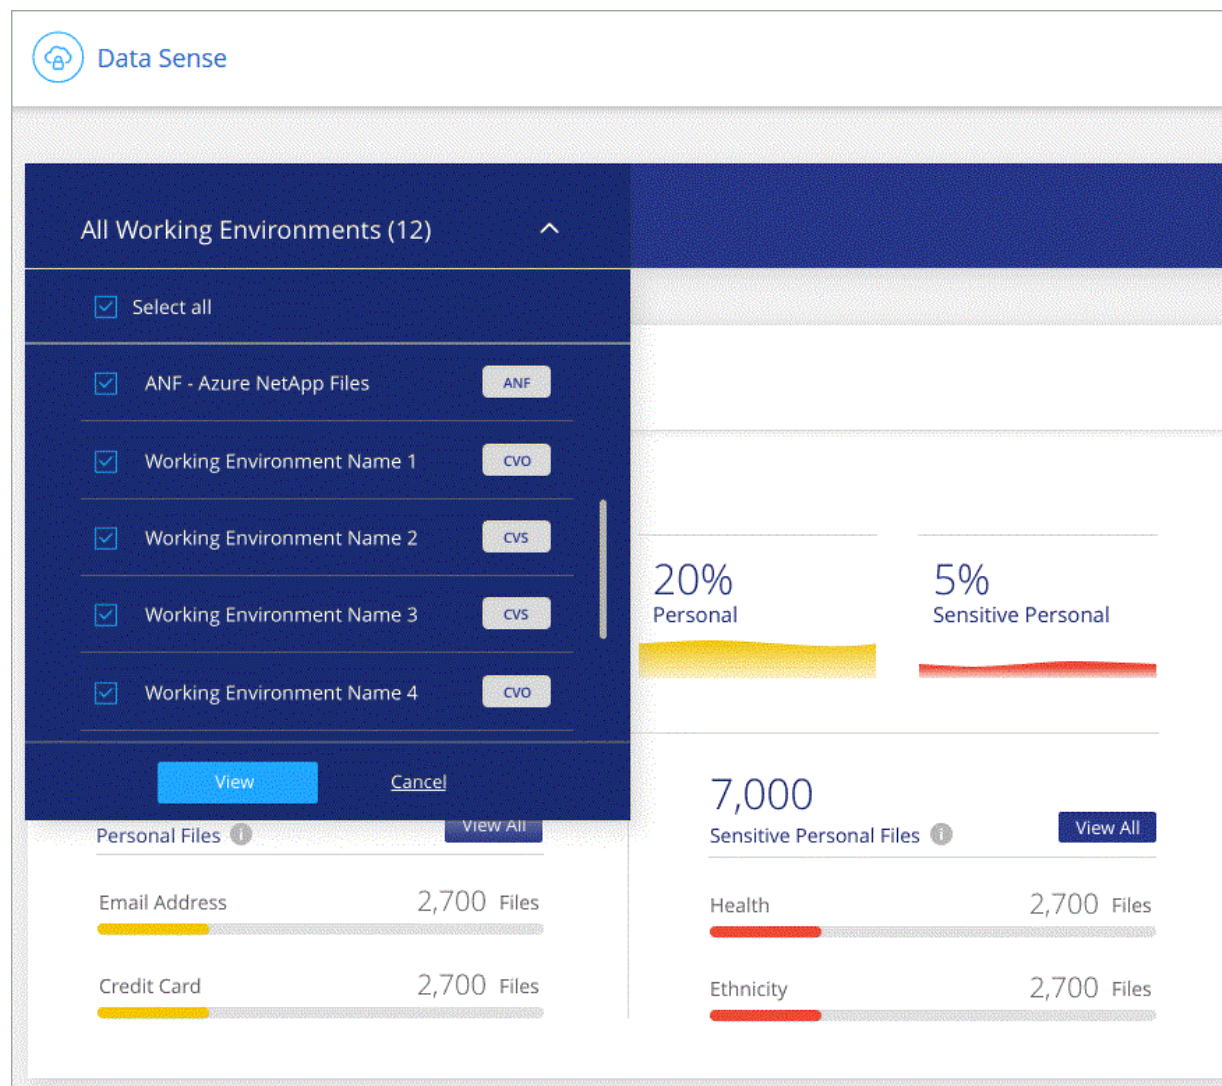 Data Sense
All Working Environments (12)
Select all
ANF - Azure NetApp Files ANF
Working Environment Name 1 CVO
Working Environment Name 2 CVS
Working Environment Name 3 CVS
Working Environment Name 4 CVO
View Cancel
20%
Personal
5%
Sensitive Personal
Personal Files View All
Email Address 2,700 Files
Credit Card 2,700 Files
7,000
Sensitive Personal Files View All
Health 2,700 Files
Ethnicity 2,700 Files